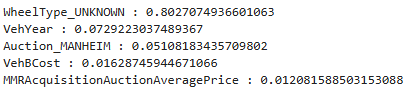 WheelType_UNKNOWN : 0.8027074936601063
VehYear : 0.0729223037489367
Auction_MANHEIM : 0.05108183435709802
VehBCost : 0.01628745944671066
MMRAcquisitionAuctionAveragePrice : 0.012081588503153088